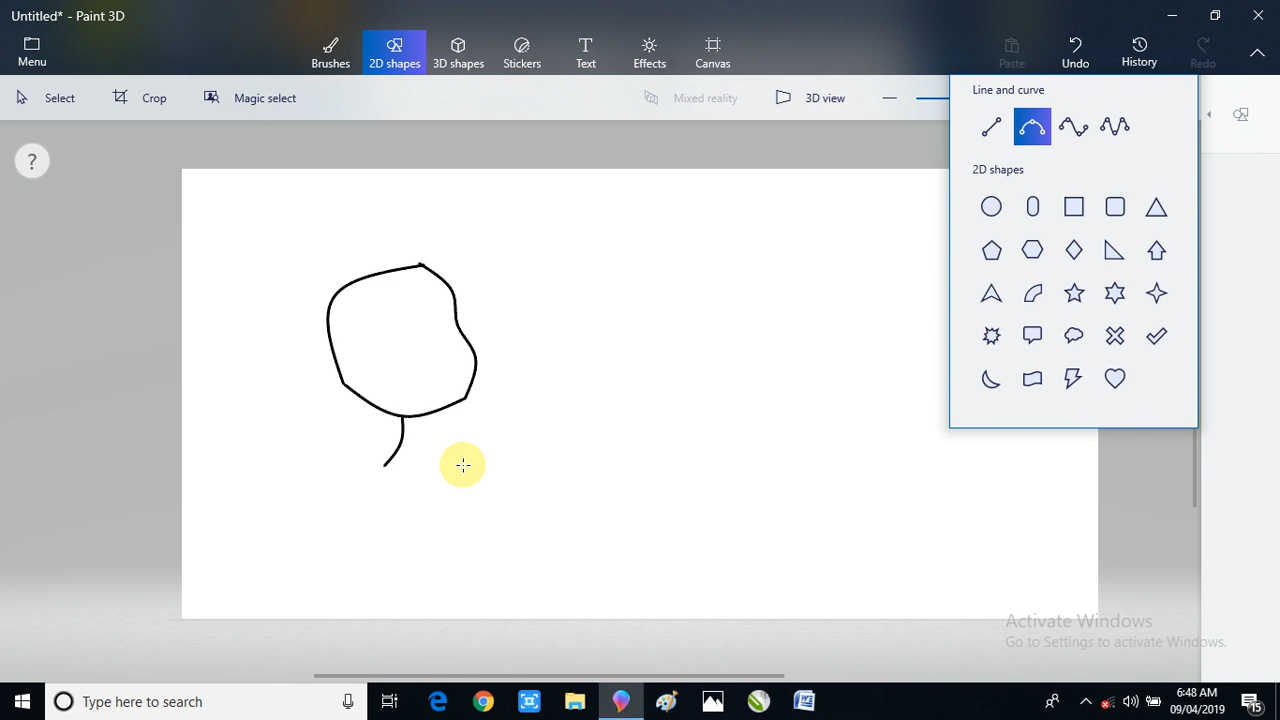 Untitled* - Paint 3D
Menu
Brushes
2D shapes
3D shapes
Stickers
Text
Effects
Canvas
Paste
Undo
History
Redo
Select
Crop
Magic select
Mixed reality
3D view
Line and curve
2D shapes
?
Activate Windows
Go to Settings to activate Windows.
Type here to search
6:48 AM
09/04/2019
15